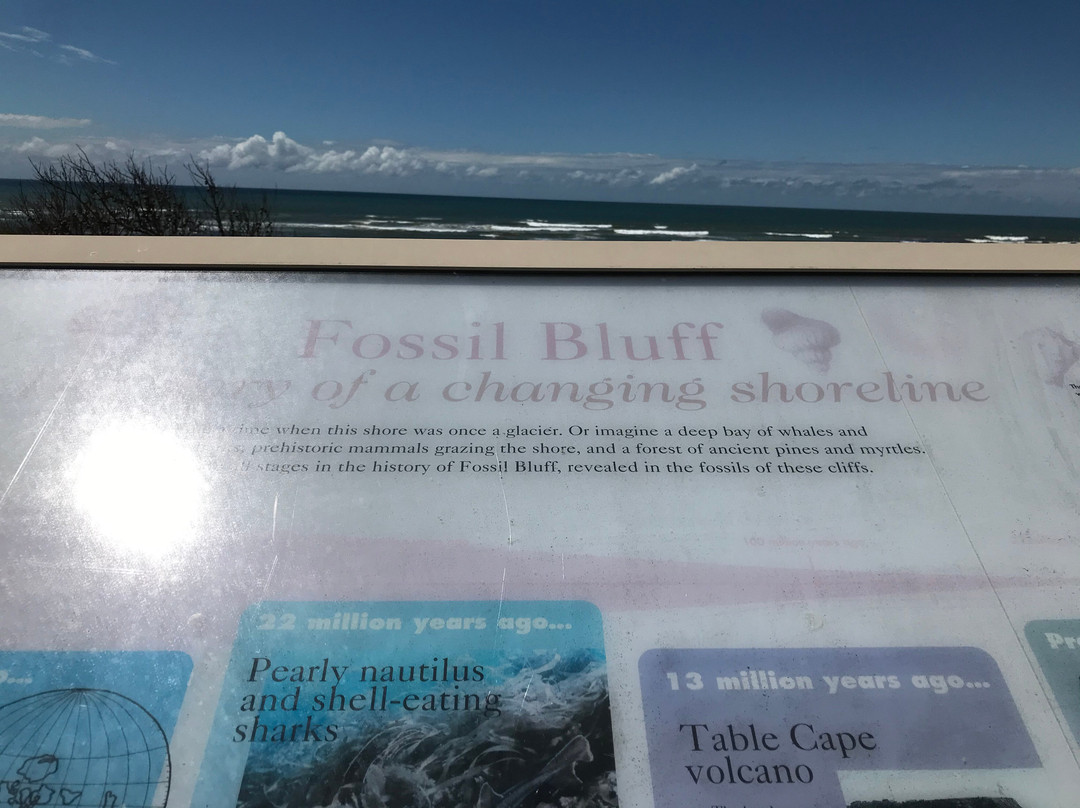 Fossil Bluff
of a changing shoreline
when this shore was once a glacier. Or imagine a deep bay of whales and
prehistoric mammals grazing the shore, and a forest of ancient pines and myrtles.
stages in the history of Fossil Bluff, revealed in the fossils of these cliffs.
22 million years ago...
Pearly nautilus
and shell-eating
sharks
13 million years ago...
Table Cape
volcano